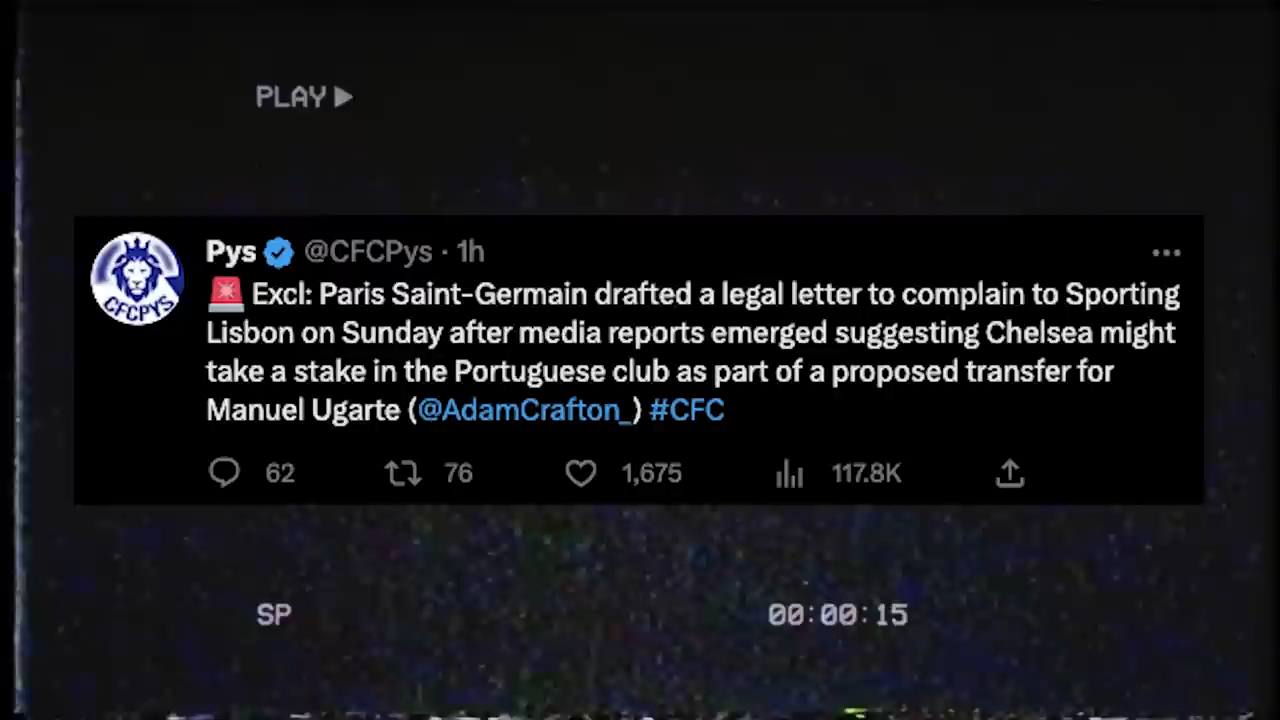 PLAY
Pys @CFCPys · 1h
🚨 Excl: Paris Saint-Germain drafted a legal letter to complain to Sporting
Lisbon on Sunday after media reports emerged suggesting Chelsea might
take a stake in the Portuguese club as part of a proposed transfer for
Manuel Ugarte (@AdamCrafton_) #CFC
CFCPYS
62 76 1,675 117.8K
SP 00:00:15